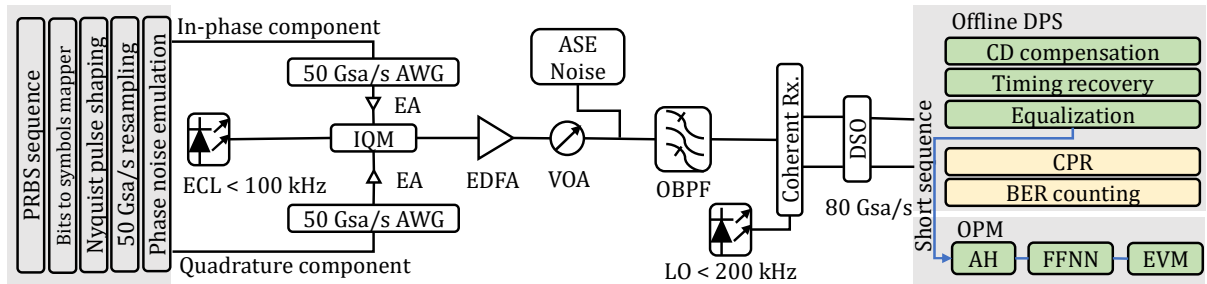 PRBS sequence
Bits to symbols mapper
Nyquist pulse shaping
50 Gsa/s resampling
Phase noise emulation
In-phase component
50 Gsa/s AWG
EA
ECL < 100 kHz
IQM
EA
50 Gsa/s AWG
Quadrature component
EDFA
VOA
ASE
Noise
OBPF
Coherent Rx.
LO < 200 kHz
DSO
80 Gsa/s
Short sequence
Offline DPS
CD compensation
Timing recovery
Equalization
CPR
BER counting
OPM
AH
FFNN
EVM